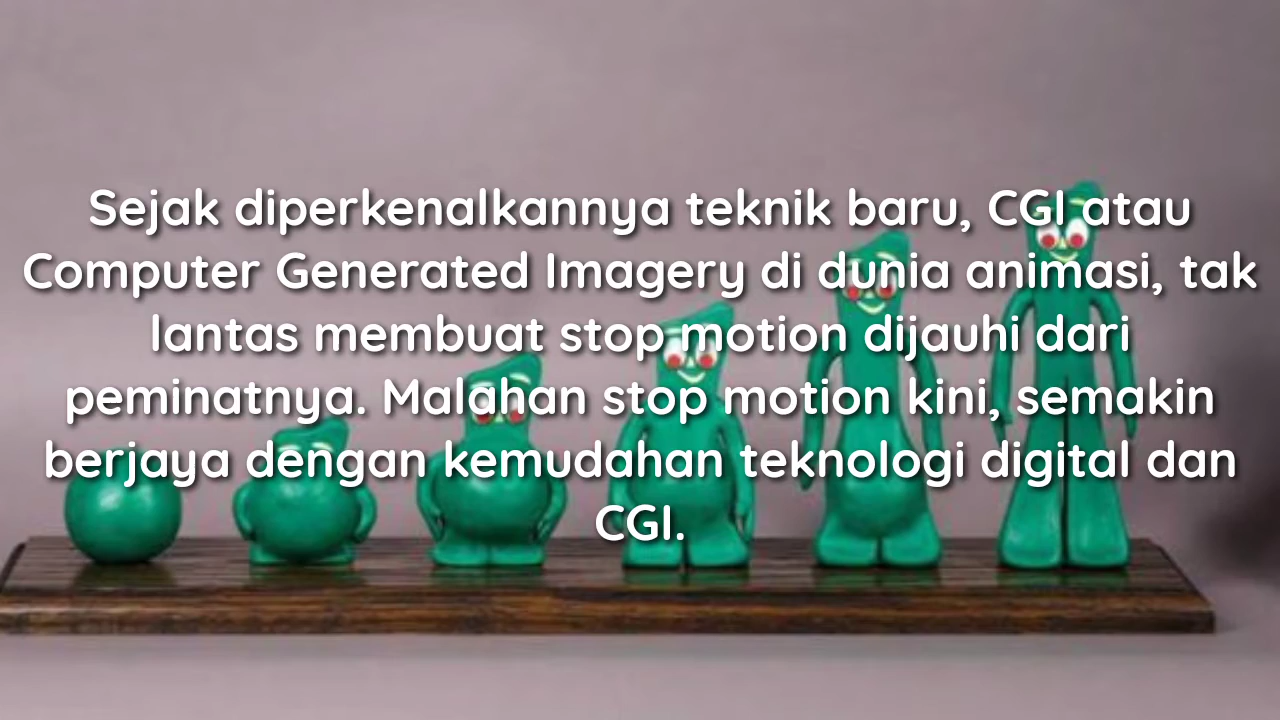 Sejak diperkenalkannya teknik baru, CGI atau
Computer Generated Imagery di dunia animasi, tak
lantas membuat stop motion dijauhi dari
peminatnya. Malahan stop motion kini, semakin
berjaya dengan kemudahan teknologi digital dan
CGI.